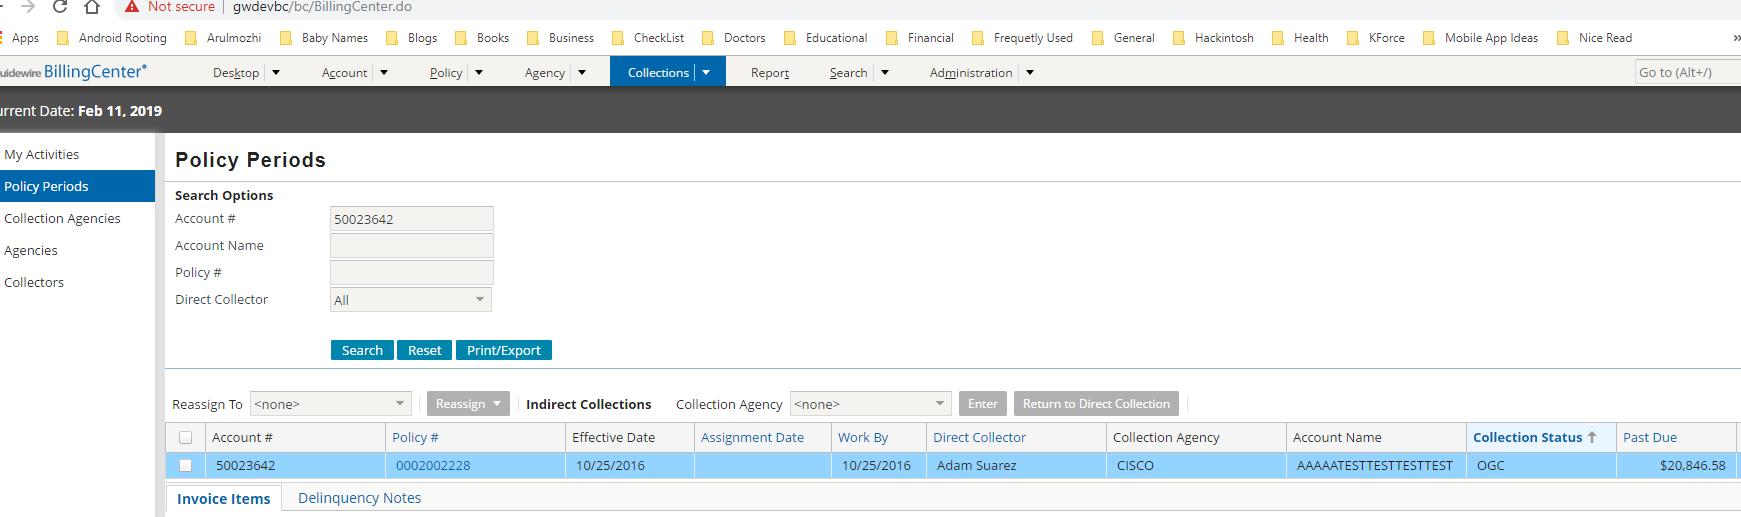 Not secure gwdevbc/bc/BillingCenter.do
Apps Android Rooting Arulmozhi Baby Names Blogs Books Business CheckList Doctors Educational Financial Frequetly Used General Hackintosh Health KForce Mobile App Ideas Nice Read »
uidewire BillingCenter® Desktop Account Policy Agency Collections Report Search Administration Go to (Alt+/)
urrent Date: Feb 11, 2019
My Activities
Policy Periods
Collection Agencies
Agencies
Collectors
Policy Periods
Search Options
Account # 50023642
Account Name
Policy #
Direct Collector All
Search Reset Print/Export
Reassign To <none> Reassign Indirect Collections Collection Agency <none> Enter Return to Direct Collection
Account # Policy # Effective Date Assignment Date Work By Direct Collector Collection Agency Account Name Collection Status Past Due
50023642 0002002228 10/25/2016 10/25/2016 Adam Suarez CISCO AAAAATESTTESTTESTTEST OGC $20,846.58
Invoice Items Delinquency Notes